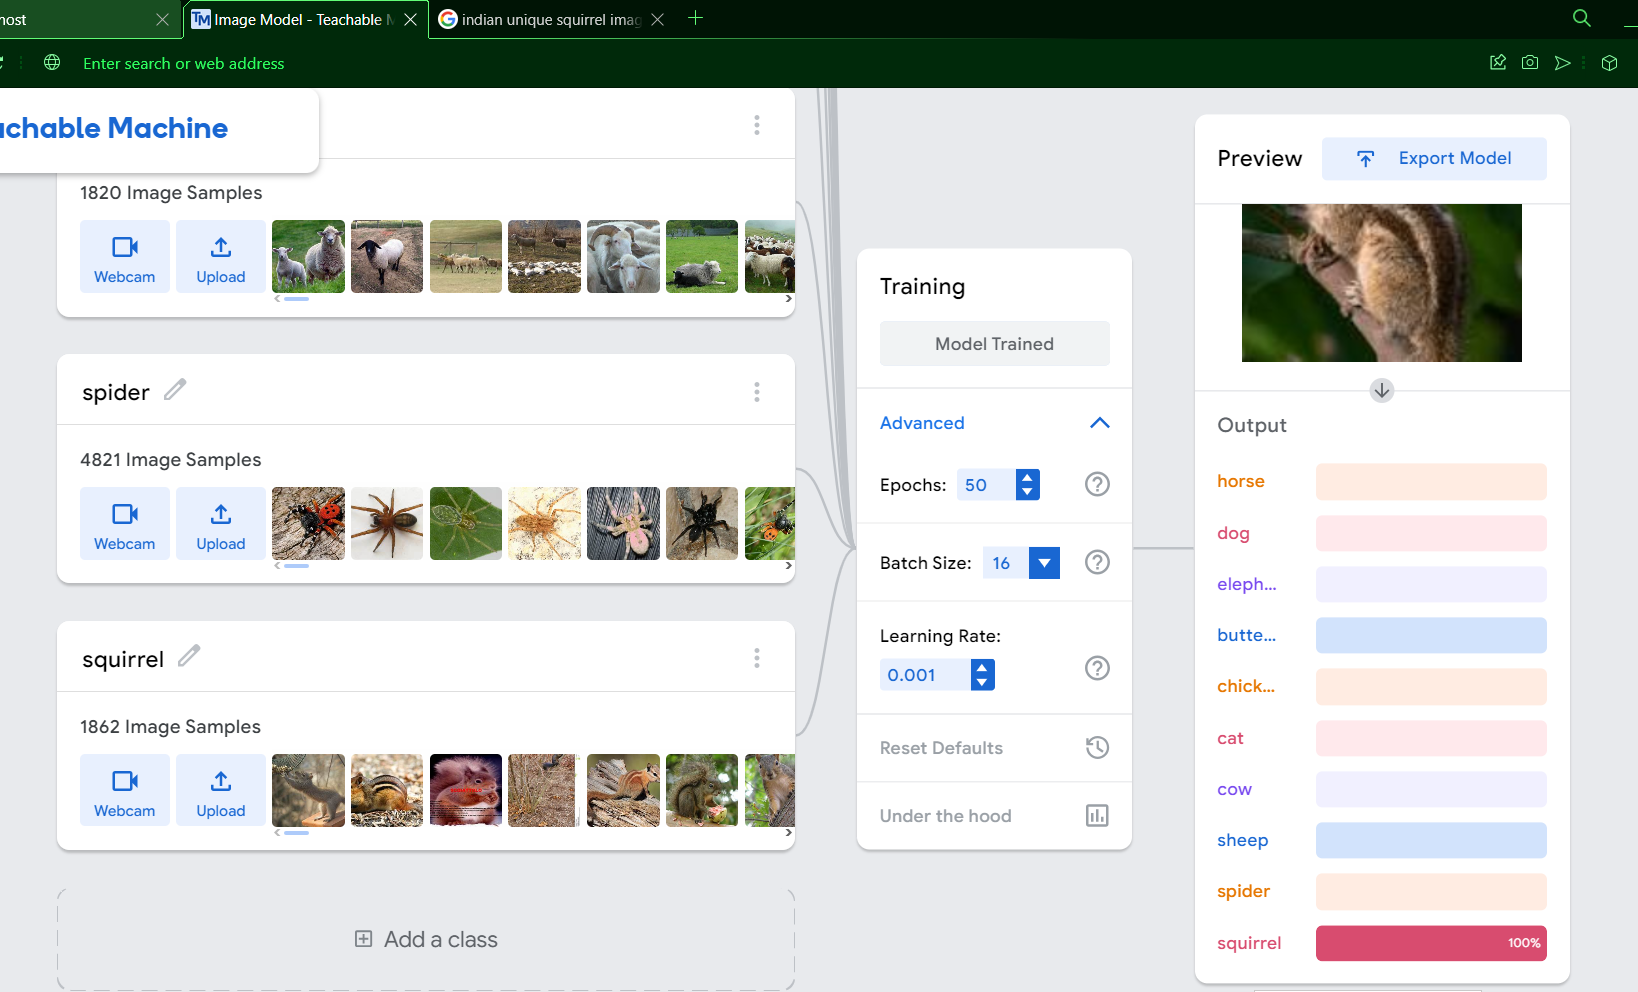 nost
TM Image Model - Teachable M
indian unique squirrel imag
Enter search or web address
achable Machine
1820 Image Samples
Webcam
Upload
spider
4821 Image Samples
Webcam
Upload
squirrel
1862 Image Samples
Webcam
Upload
Add a class
Training
Model Trained
Advanced
Epochs: 50
Batch Size: 16
Learning Rate:
0.001
Reset Defaults
Under the hood
Preview
Export Model
Output
horse
dog
eleph...
butte...
chick...
cat
cow
sheep
spider
squirrel 100%